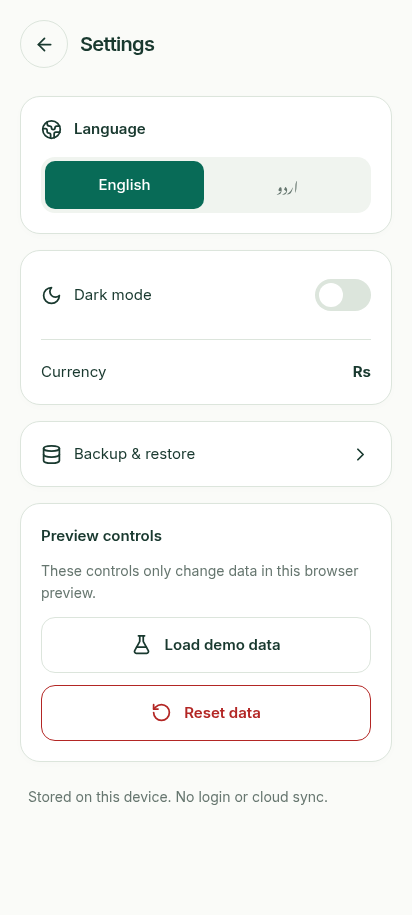 Settings
Language
English
اردو
Dark mode
Currency
Rs
Backup & restore
Preview controls
These controls only change data in this browser
preview.
Load demo data
Reset data
Stored on this device. No login or cloud sync.